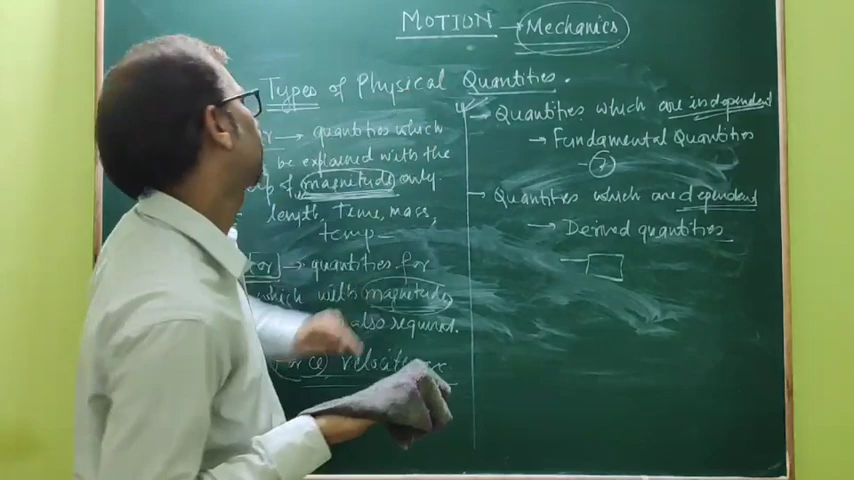 MOTION → Mechanics
Types of Physical Quantities.
→ quantities which
be explained with the
of magnitude only.
length, Time, mass,
temp
→ quantities for
which with magnitude
also required.
velocity
→ Quantities which are independent
→ Fundamental Quantities
7
→ Quantities which are dependent
→ Derived quantities